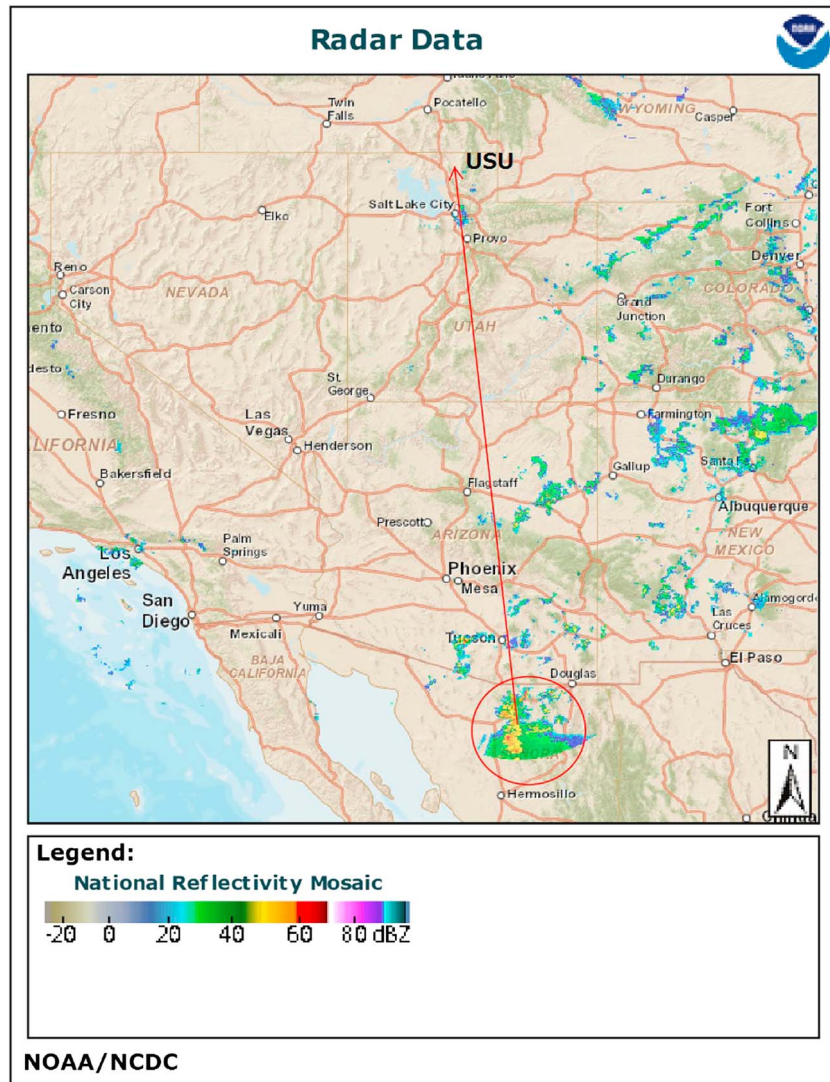 Radar Data
NOAA
Twin
Falls
Pocatello
WYOMING
Casper
USU
Salt Lake City
Elko
Fort
Collins
Provo
Denver
Reno
Carson
City
NEVADA
COLORADO
Grand
Junction
UTAH
St.
George
Durango
Fresno
Las
Vegas
Henderson
Farmington
Bakersfield
Gallup
Flagstaff
Albuquerque
Prescott
ARIZONA
NEW
MEXICO
Los
Angeles
Palm
Springs
Phoenix
Mesa
San
Diego
Yuma
Mexicali
Las
Cruces
Tucson
BAJA
CALIFORNIA
El Paso
Douglas
SONORA
Hermosillo
N
Legend:
National Reflectivity Mosaic
-20 0 20 40 60 80 dBZ
NOAA/NCDC